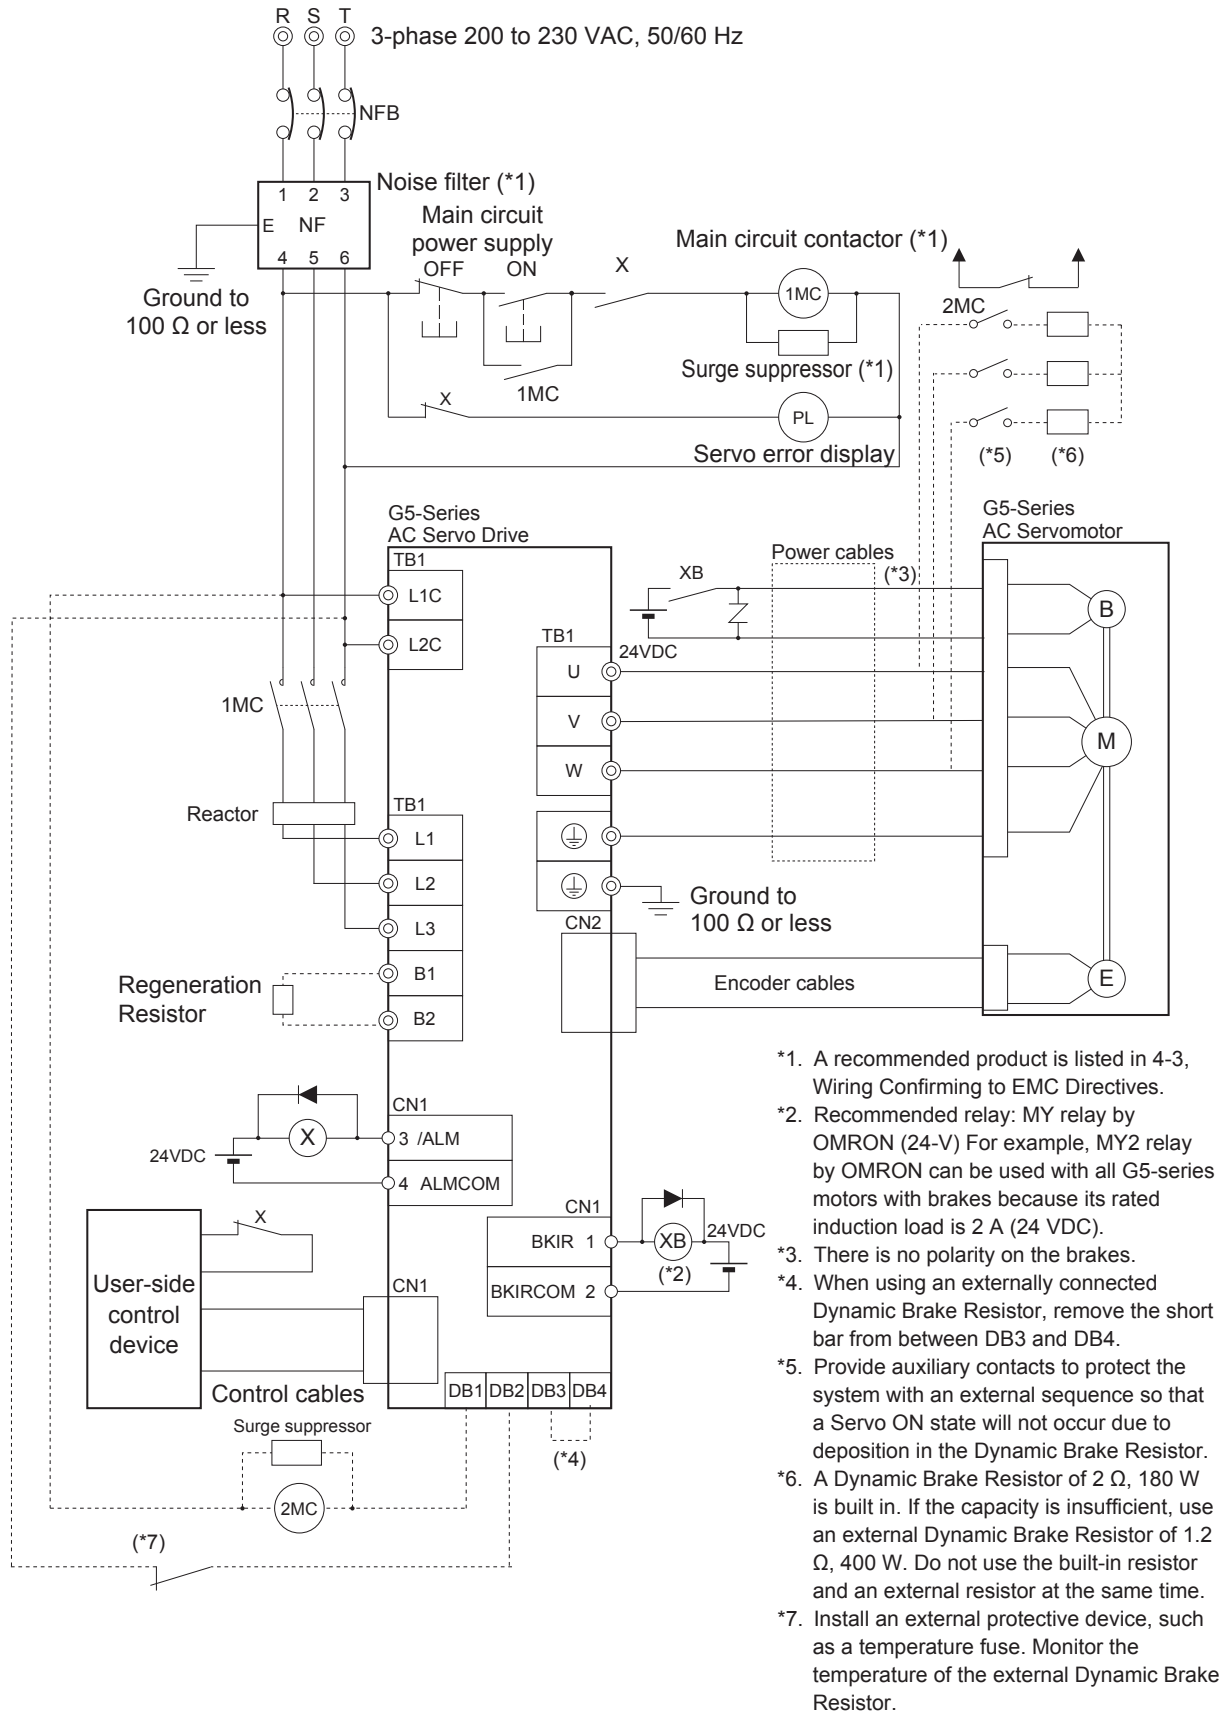 R S T
3-phase 200 to 230 VAC, 50/60 Hz
NFB
Noise filter (*1)
1 2 3
E NF
4 5 6
Ground to
100 Ω or less
Main circuit
power supply
OFF ON X
Main circuit contactor (*1)
1MC
Surge suppressor (*1)
1MC
X
PL
Servo error display
2MC
(*5) (*6)
G5-Series
AC Servo Drive
TB1
L1C
L2C
1MC
Reactor
TB1
L1
L2
L3
B1
B2
Regeneration
Resistor
XB
24VDC
Power cables
(*3)
TB1
U
V
W
Ground to
100 Ω or less
CN2
Encoder cables
G5-Series
AC Servomotor
B
M
E
X
24VDC
CN1
3 /ALM
4 ALMCOM
X
User-side
control
device
CN1
Control cables
CN1
BKIR 1
BKIRCOM 2
XB
(*2)
24VDC
DB1 DB2 DB3 DB4
(*4)
Surge suppressor
2MC
(*7)
*1. A recommended product is listed in 4-3,
Wiring Confirming to EMC Directives.
*2. Recommended relay: MY relay by
OMRON (24-V) For example, MY2 relay
by OMRON can be used with all G5-series
motors with brakes because its rated
induction load is 2 A (24 VDC).
*3. There is no polarity on the brakes.
*4. When using an externally connected
Dynamic Brake Resistor, remove the short
bar from between DB3 and DB4.
*5. Provide auxiliary contacts to protect the
system with an external sequence so that
a Servo ON state will not occur due to
deposition in the Dynamic Brake Resistor.
*6. A Dynamic Brake Resistor of 2 Ω, 180 W
is built in. If the capacity is insufficient, use
an external Dynamic Brake Resistor of 1.2
Ω, 400 W. Do not use the built-in resistor
and an external resistor at the same time.
*7. Install an external protective device, such
as a temperature fuse. Monitor the
temperature of the external Dynamic Brake
Resistor.